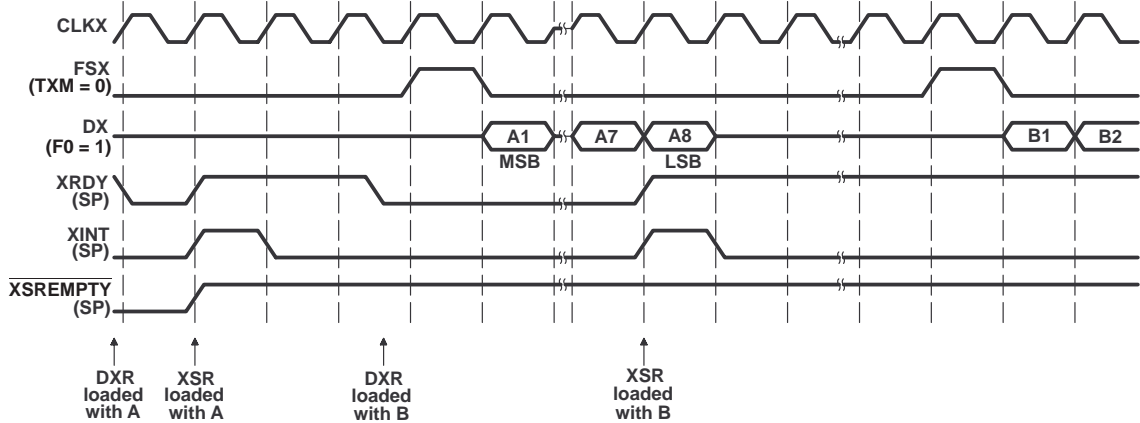 CLKX
FSX
(TXM = 0)
DX
(F0 = 1)
A1
A7
A8
B1
B2
MSB
LSB
XRDY
(SP)
XINT
(SP)
XSREMPTY
(SP)
DXR
loaded
with A
XSR
loaded
with A
DXR
loaded
with B
XSR
loaded
with B